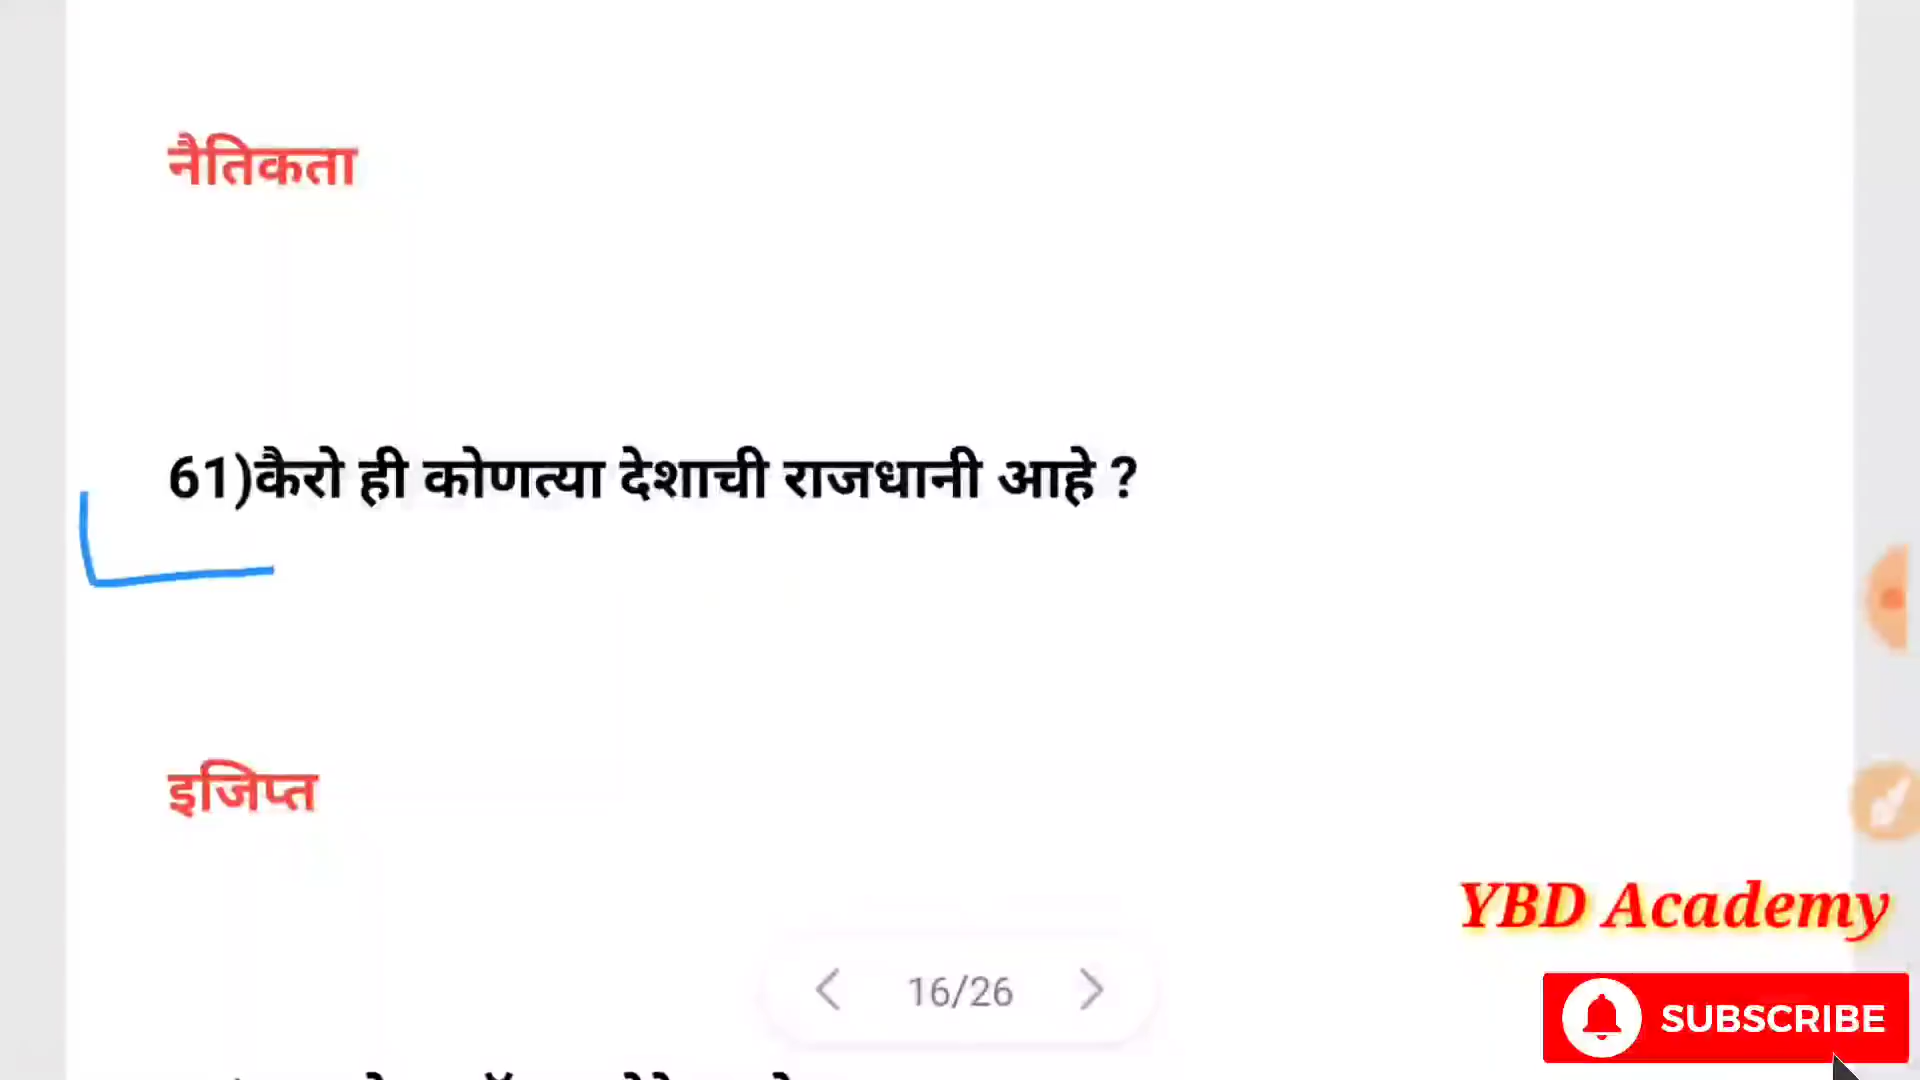 नैतिकता
61)कैरो ही कोणत्या देशाची राजधानी आहे ?
इजिप्त
YBD Academy
16/26
SUBSCRIBE